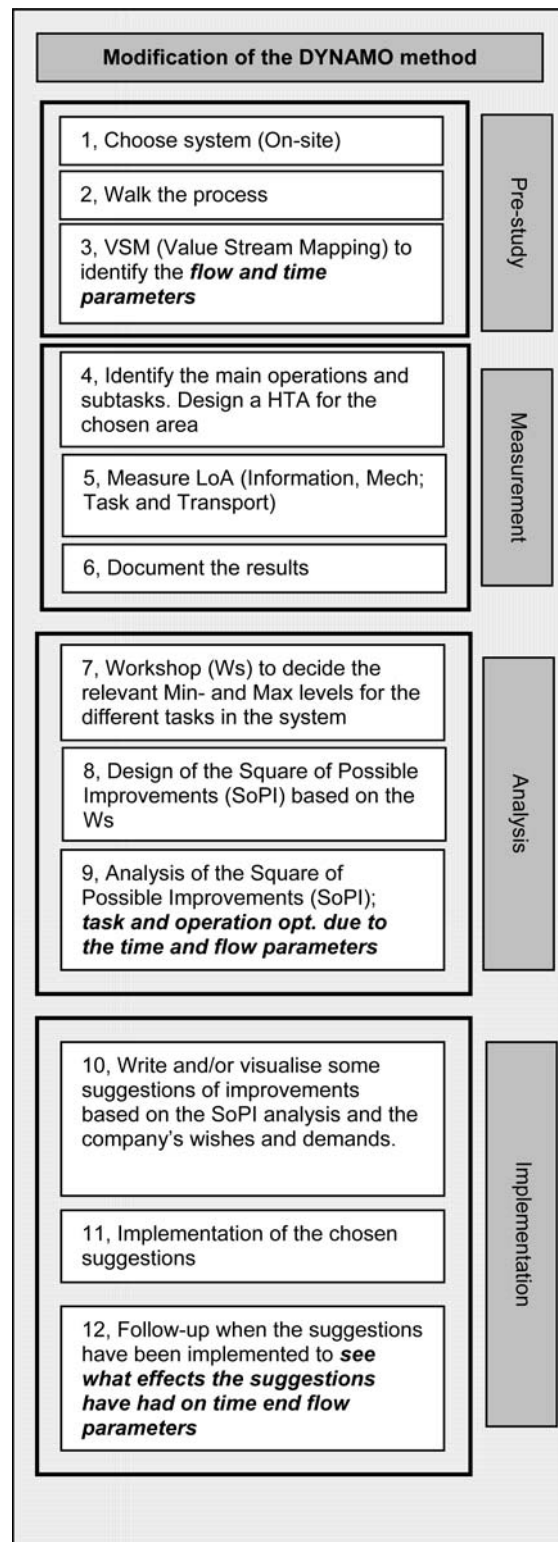 Modification of the DYNAMO method
1, Choose system (On-site)
2, Walk the process
3, VSM (Value Stream Mapping) to
identify the flow and time
parameters
Pre-study
4, Identify the main operations and
subtasks. Design a HTA for the
chosen area
5, Measure LoA (Information, Mech;
Task and Transport)
6, Document the results
Measurement
7, Workshop (Ws) to decide the
relevant Min- and Max levels for the
different tasks in the system
8, Design of the Square of Possible
Improvements (SoPI) based on the
Ws
9, Analysis of the Square of
Possible Improvements (SoPI);
task and operation opt. due to
the time and flow parameters
Analysis
10, Write and/or visualise some
suggestions of improvements
based on the SoPI analysis and the
company's wishes and demands.
11, Implementation of the chosen
suggestions
12, Follow-up when the suggestions
have been implemented to see
what effects the suggestions
have had on time end flow
parameters
Implementation